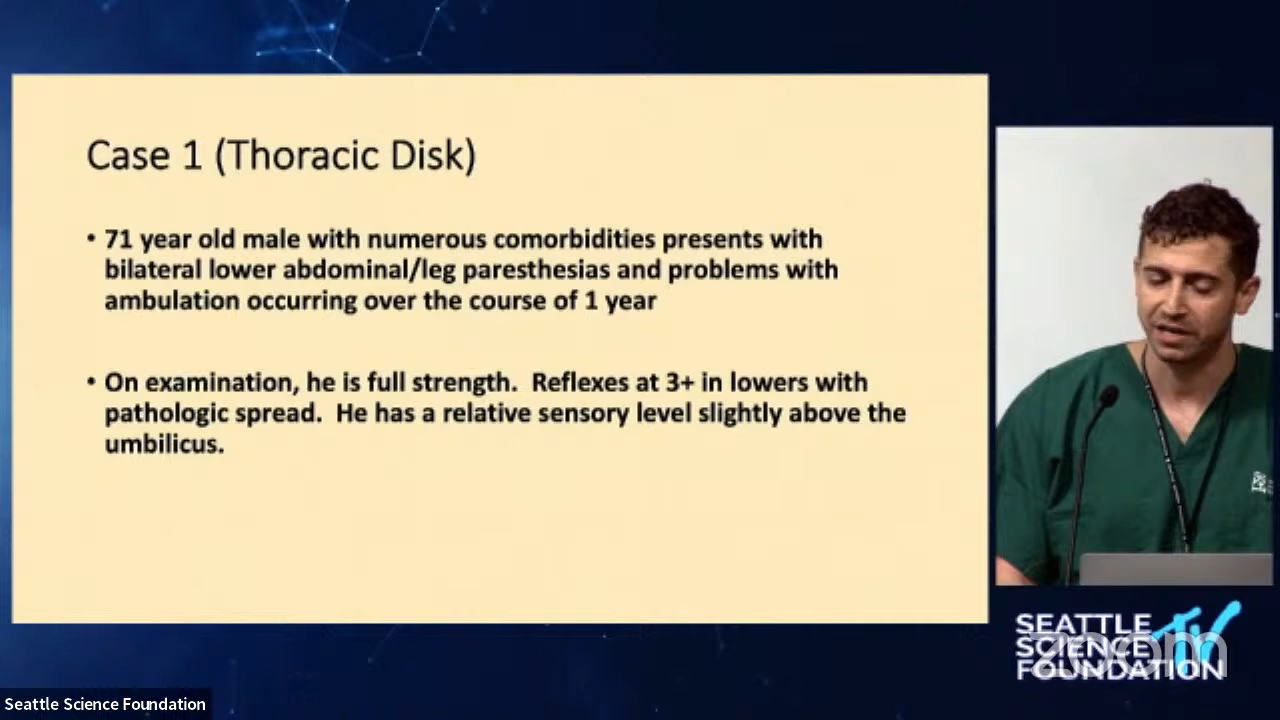 Case 1 (Thoracic Disk)
• 71 year old male with numerous comorbidities presents with
bilateral lower abdominal/leg paresthesias and problems with
ambulation occurring over the course of 1 year
• On examination, he is full strength.  Reflexes at 3+ in lowers with
pathologic spread.  He has a relative sensory level slightly above the
umbilicus.
SEATTLE
SCIENCE
FOUNDATION
TV
zoom
Seattle Science Foundation